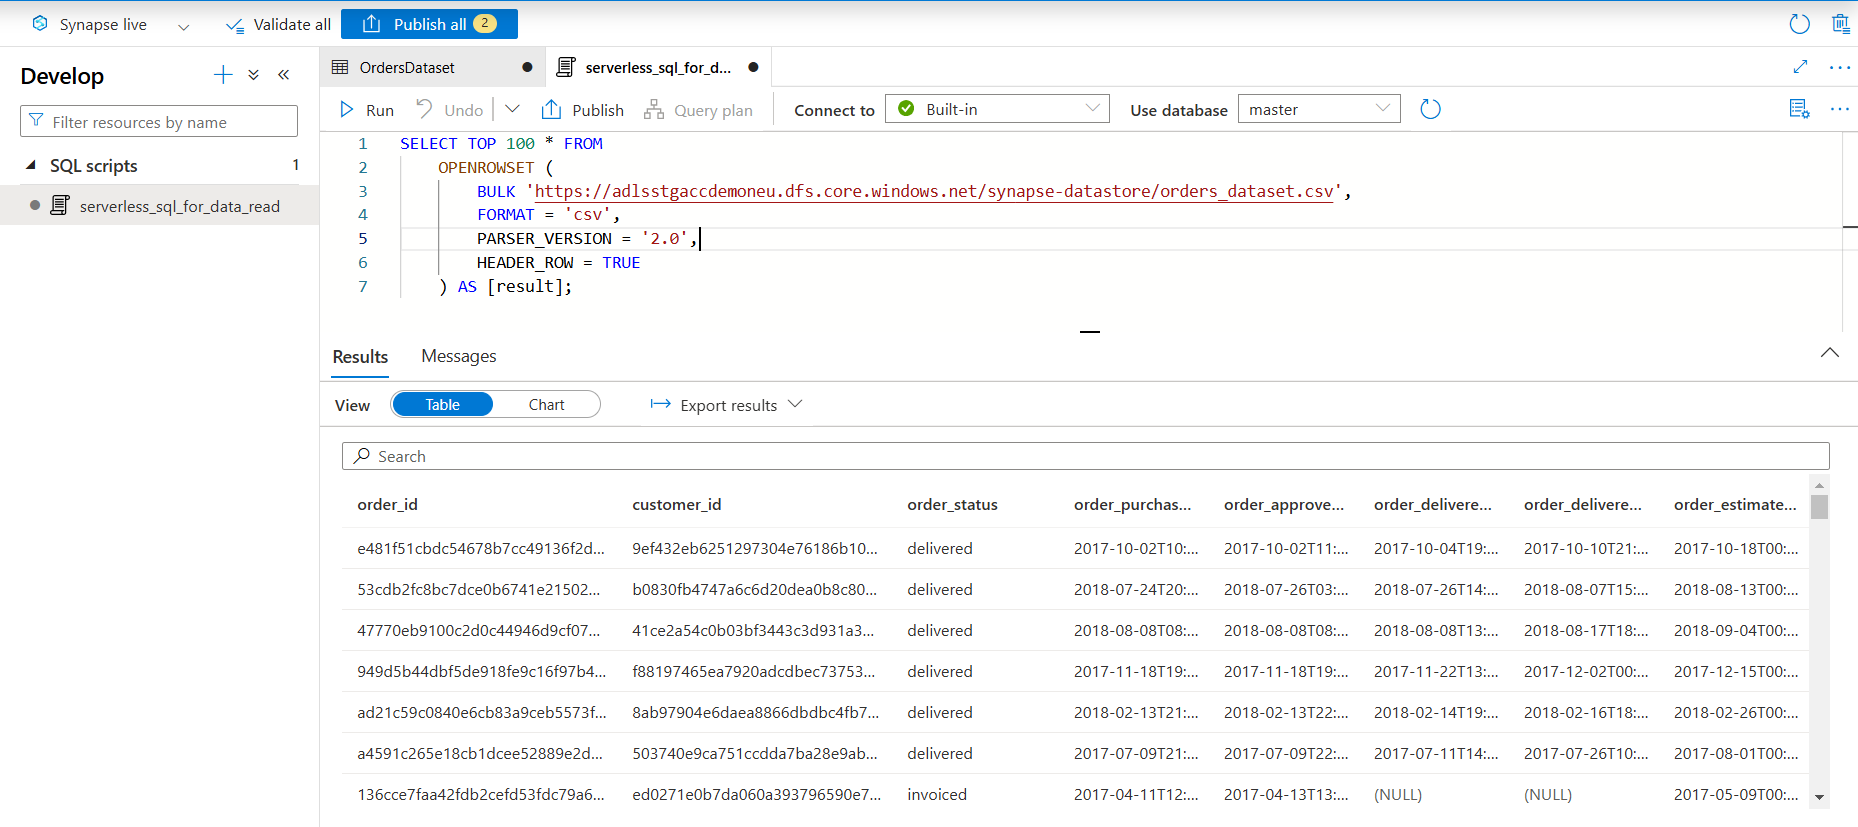 Synapse live
Validate all
Publish all 2
Develop
OrdersDataset
serverless_sql_for_d...
Run
Undo
Publish
Query plan
Connect to
Built-in
Use database
master
Filter resources by name
SQL scripts 1
serverless_sql_for_data_read
1 SELECT TOP 100 * FROM
2 OPENROWSET (
3 BULK 'https://adlsstgaccdemoneu.dfs.core.windows.net/synapse-datastore/orders_dataset.csv',
4 FORMAT = 'csv',
5 PARSER_VERSION = '2.0',
6 HEADER_ROW = TRUE
7 ) AS [result];
Results Messages
View Table Chart Export results
Search
order_id customer_id order_status order_purchas... order_approve... order_delivere... order_delivere... order_estimate...
e481f51cbdc54678b7cc49136f2d... 9ef432eb6251297304e76186b10... delivered 2017-10-02T10:... 2017-10-02T11:... 2017-10-04T19:... 2017-10-10T21:... 2017-10-18T00:...
53cdb2fc8bc7dce0b6741e21502... b0830fb4747a6c6d20dea0b8c80... delivered 2018-07-24T20:... 2018-07-26T03:... 2018-07-26T14:... 2018-08-07T15:... 2018-08-13T00:...
47770eb9100c2d0c44946d9cf07... 41ce2a54c0b03bf3443c3d931a3... delivered 2018-08-08T08:... 2018-08-08T08:... 2018-08-08T13:... 2018-08-17T18:... 2018-09-04T00:...
949d5b44dbf5de918fe9c16f97b4... f88197465ea7920adcdbec73753... delivered 2017-11-18T19:... 2017-11-18T19:... 2017-11-22T13:... 2017-12-02T00:... 2017-12-15T00:...
ad21c59c0840e6cb83a9ceb5573f... 8ab97904e6daea8866dbdbc4fb7... delivered 2018-02-13T21:... 2018-02-13T22:... 2018-02-14T19:... 2018-02-16T18:... 2018-02-26T00:...
a4591c265e18cb1dcee52889e2d... 503740e9ca751ccdda7ba28e9ab... delivered 2017-07-09T21:... 2017-07-09T22:... 2017-07-11T14:... 2017-07-26T10:... 2017-08-01T00:...
136cce7faa42fdb2cefd53fdc79a6... ed0271e0b7da060a393796590e7... invoiced 2017-04-11T12:... 2017-04-13T13:... (NULL) (NULL) 2017-05-09T00:...